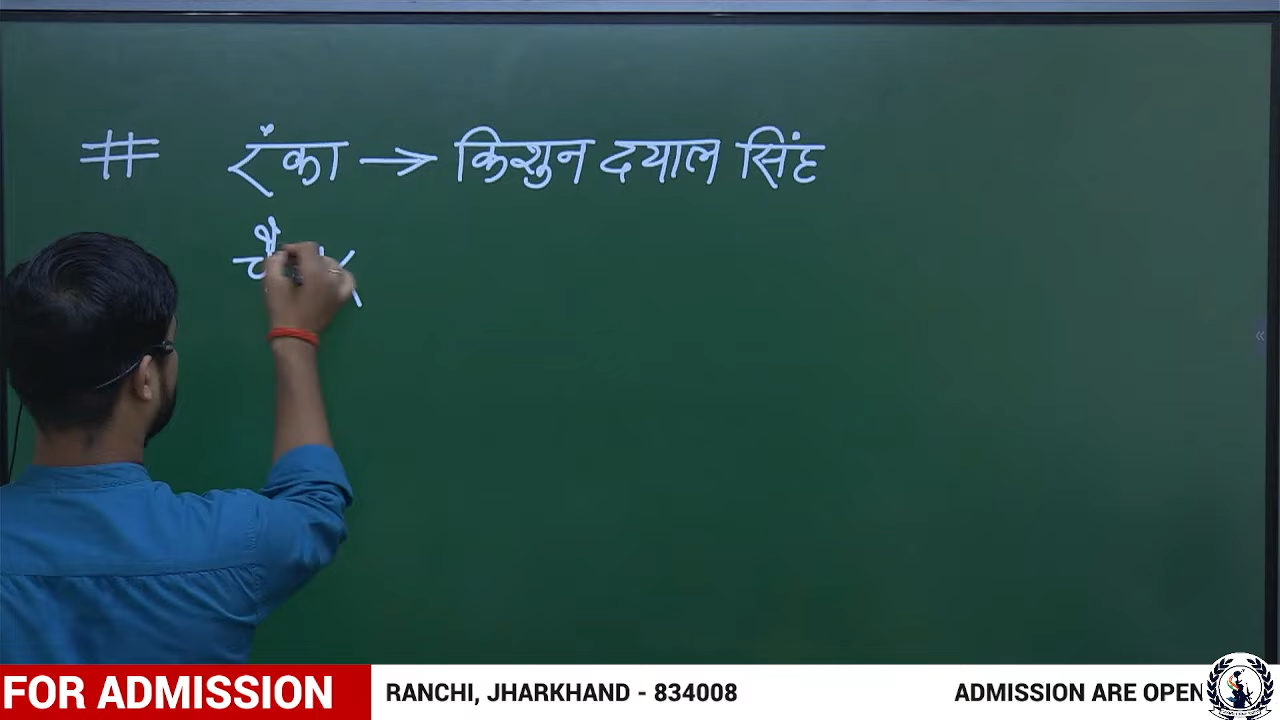 # रंका → किशुन दयाल सिंह
FOR ADMISSION
RANCHI, JHARKHAND - 834008
ADMISSION ARE OPEN